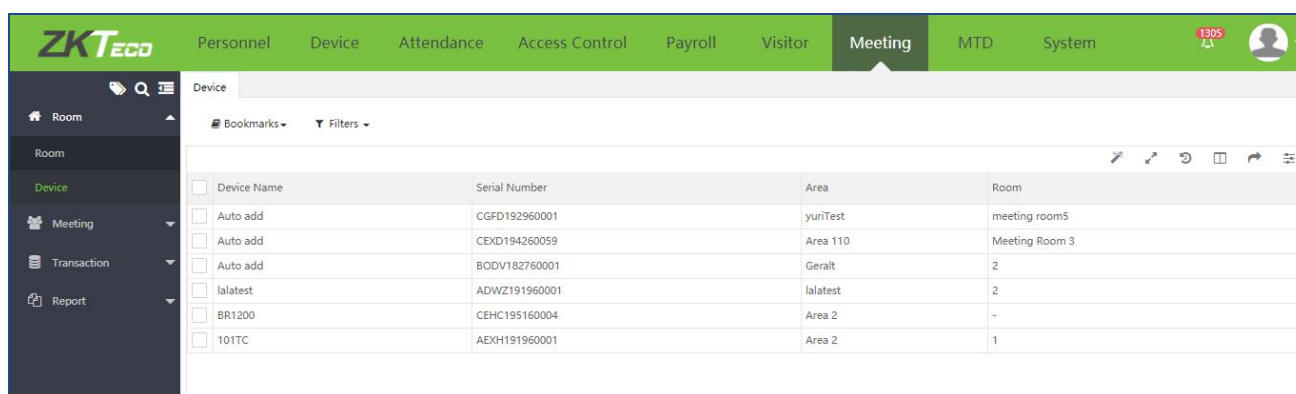 ZKTECO Personnel Device Attendance Access Control Payroll Visitor Meeting MTD System 1305
Device
Room
Bookmarks Filters
Room
Device
Device Name Serial Number Area Room
Auto add CGFD192960001 yuriTest meeting room5
Meeting
Auto add CEXD194260059 Area 110 Meeting Room 3
Transaction
Auto add BODV182760001 Geralt 2
lalatest ADWZ191960001 lalatest 2
Report
BR1200 CEHC195160004 Area 2 -
101TC AEXH191960001 Area 2 1